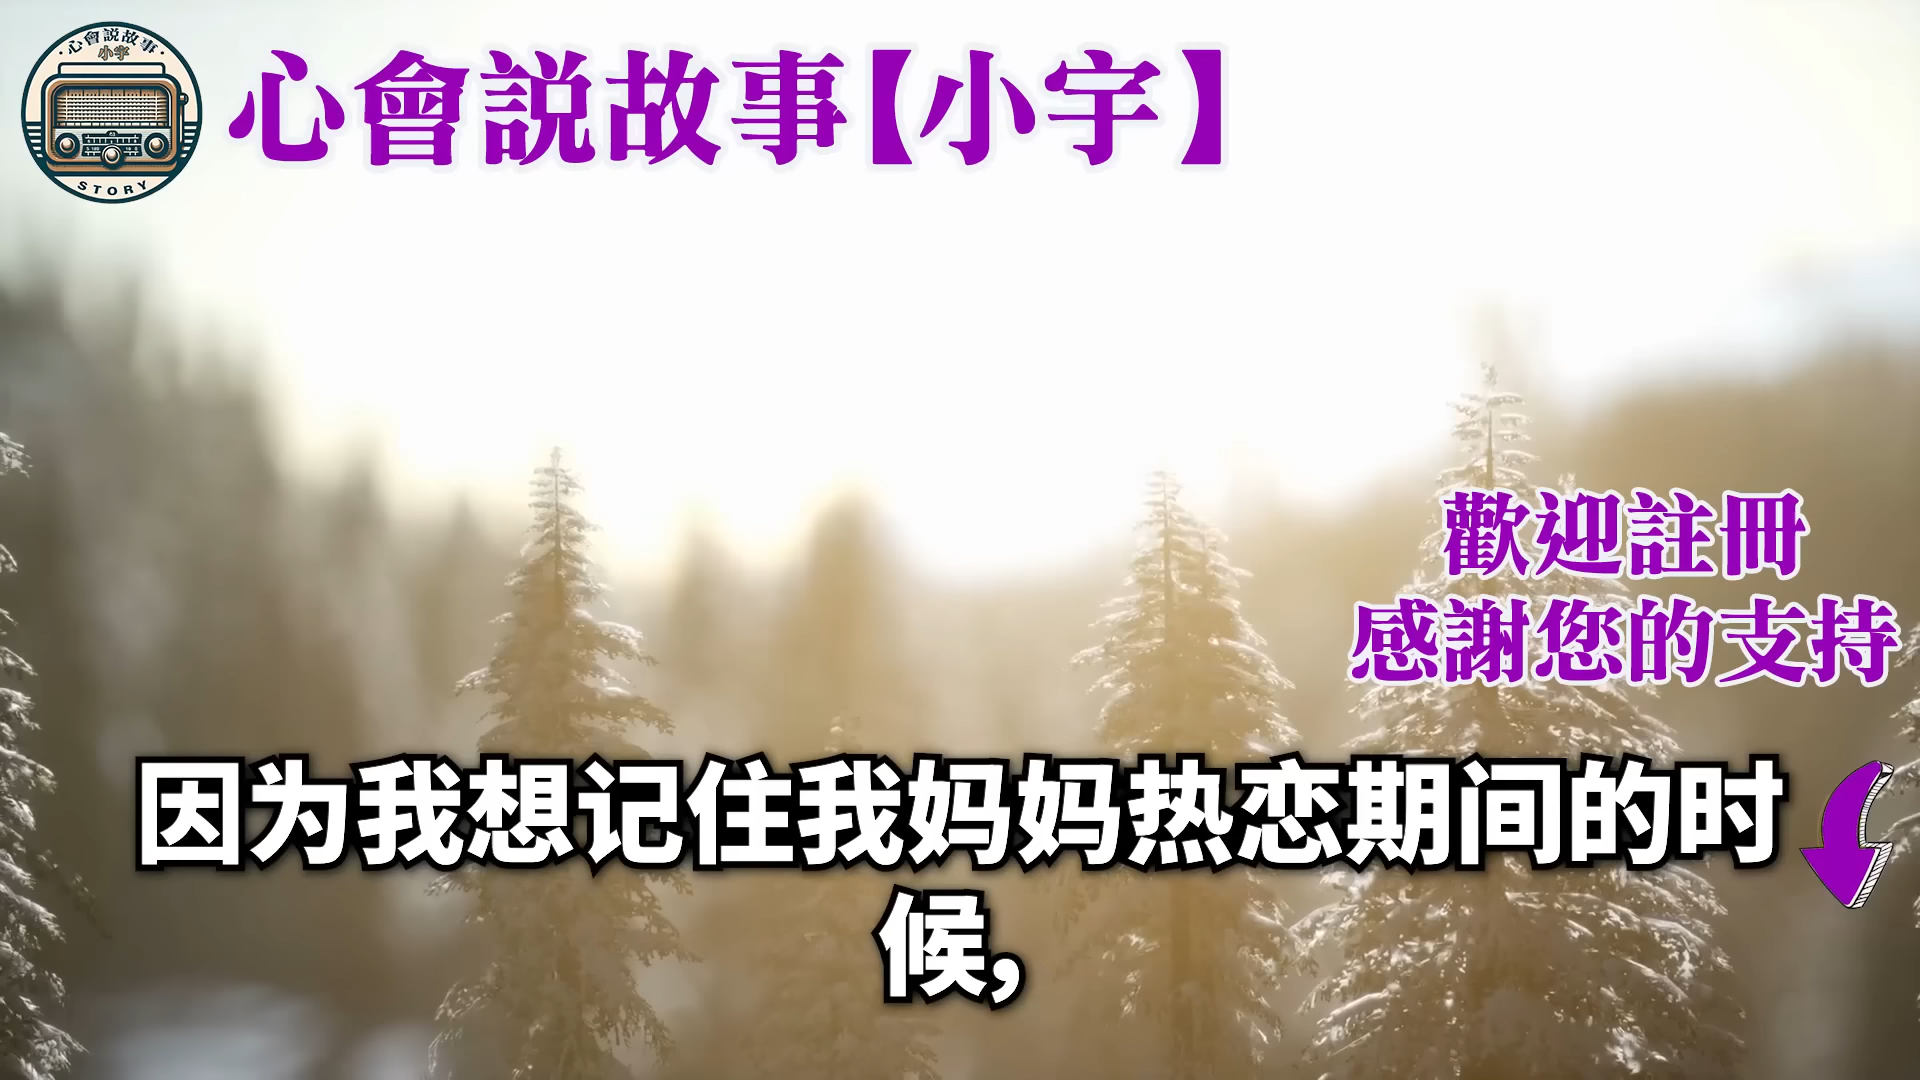 ·心會説故事·
小宇
STORY
心會説故事【小宇】
歡迎註冊
感謝您的支持
因为我想记住我妈妈热恋期间的时
候,